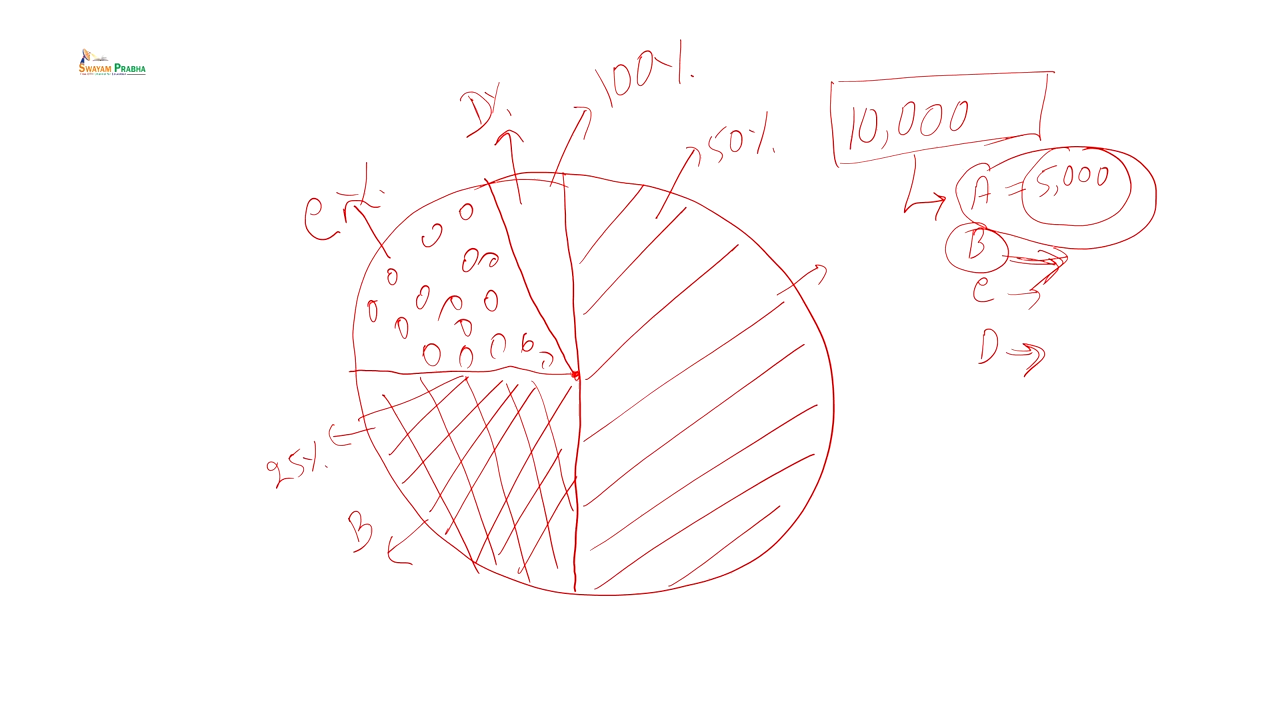 SWAYAM PRABHA
100%
D%
50%
10,000
A = 5,000
B
C
D
C %
25%
B